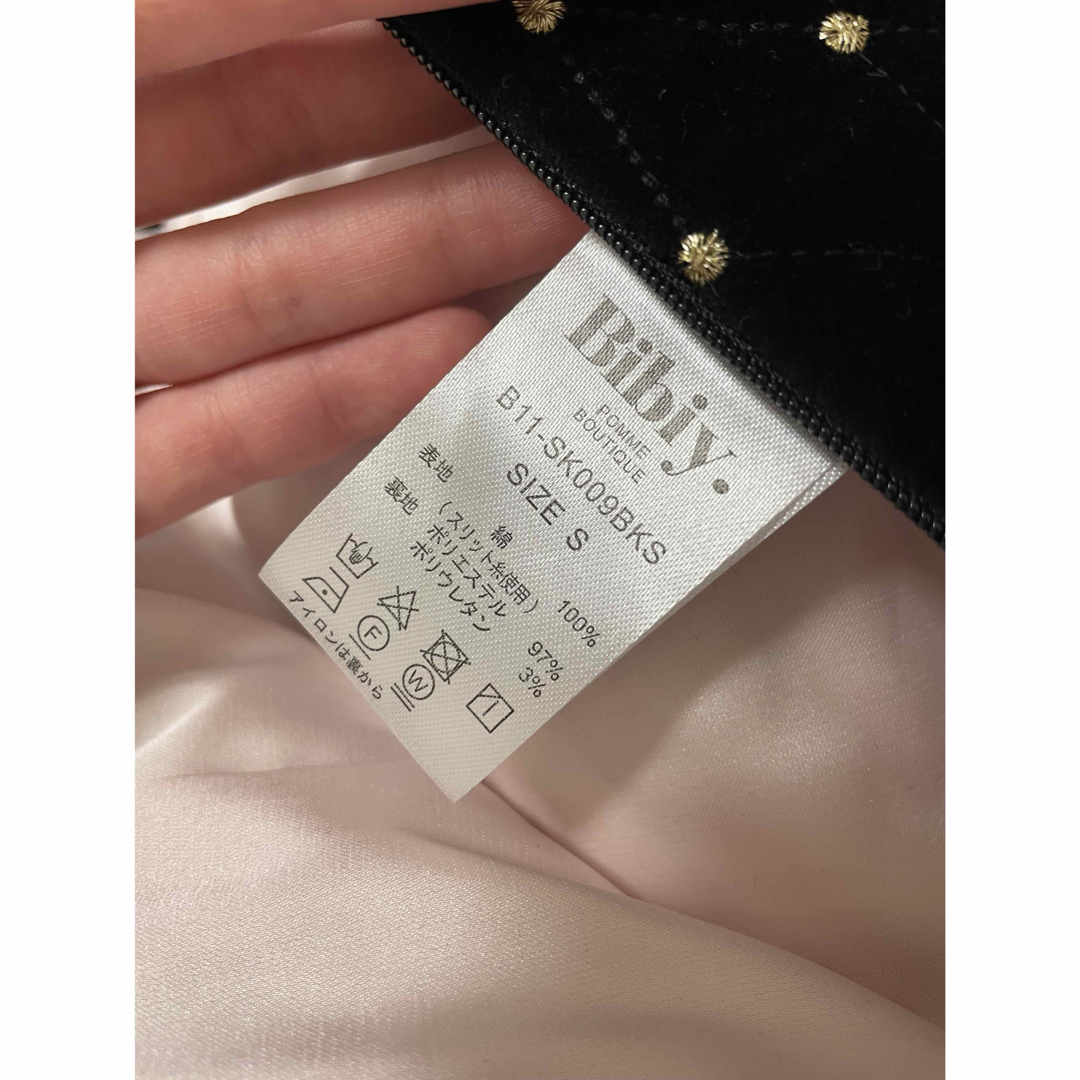 Bibiy.
POMME
BOUTIQUE
B11-SK009BKS
SIZE S
表地 綿 100%
(スリット糸使用)
裏地 ポリエステル 97%
ポリウレタン 3%
F
W
アイロンは裏から